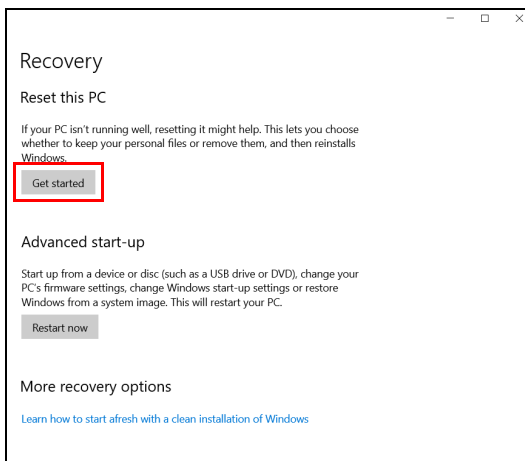 Recovery
Reset this PC
If your PC isn't running well, resetting it might help. This lets you choose
whether to keep your personal files or remove them, and then reinstalls
Windows.
Get started
Advanced start-up
Start up from a device or disc (such as a USB drive or DVD), change your
PC's firmware settings, change Windows start-up settings or restore
Windows from a system image. This will restart your PC.
Restart now
More recovery options
Learn how to start afresh with a clean installation of Windows